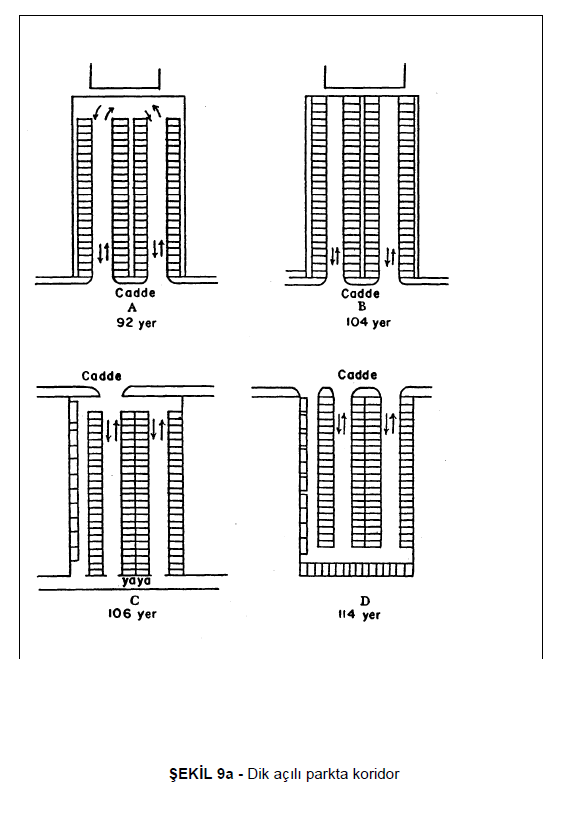 Cadde
A
92 yer
Cadde
B
104 yer
Cadde
yaya
C
106 yer
Cadde
D
114 yer
ŞEKİL 9a - Dik açılı parkta koridor